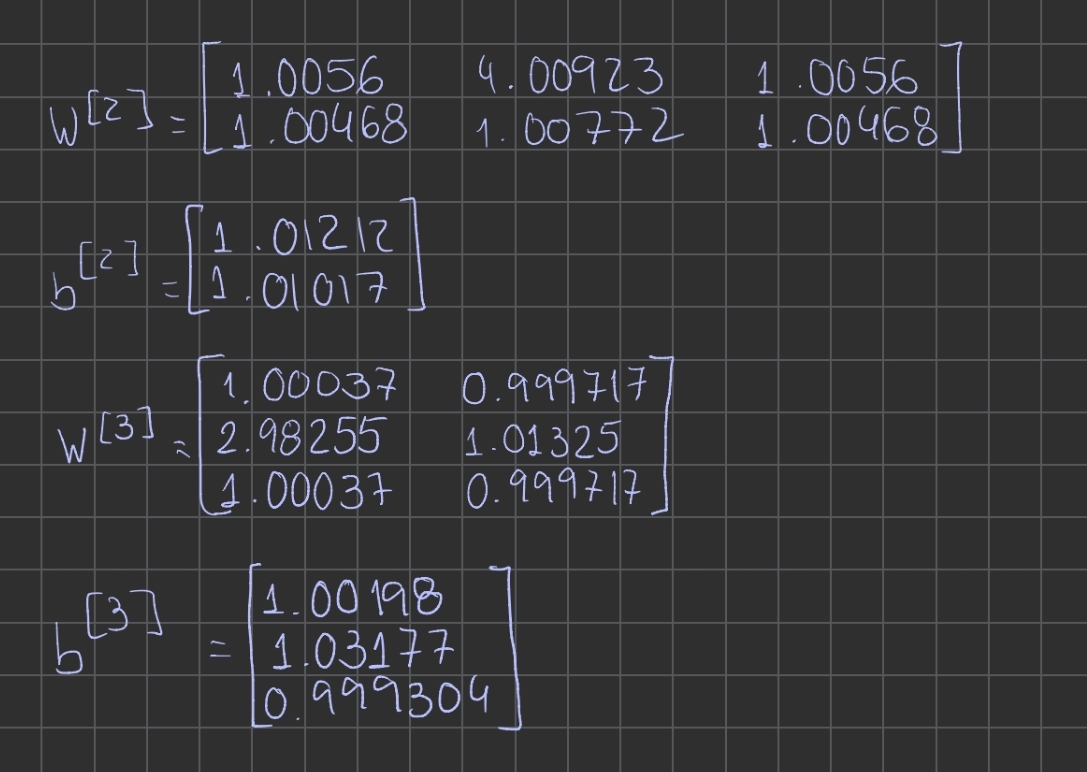 W[2] = [1.0056 4.00923 1.0056
1.00468 1.00772 1.00468]
b[2] = [1.01212
1.01017]
W[3] = [1.00037 0.999717
2.98255 1.01325
1.00037 0.999717]
b[3] = [1.00198
1.03177
0.999304]